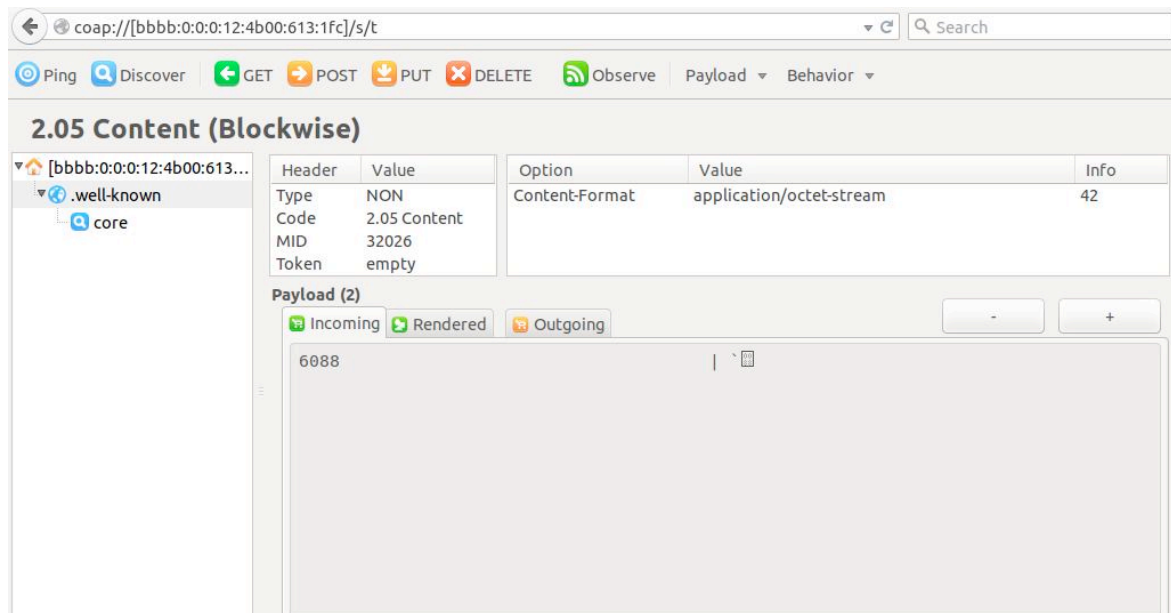 coap://[bbbb:0:0:0:12:4b00:613:1fc]/s/t
Search
Ping Discover GET POST PUT DELETE Observe Payload Behavior
2.05 Content (Blockwise)
[bbbb:0:0:0:12:4b00:613...
.well-known
core
Header Value
Type NON
Code 2.05 Content
MID 32026
Token empty
Option Value Info
Content-Format application/octet-stream 42
Payload (2)
Incoming Rendered Outgoing
- +
6088 | `